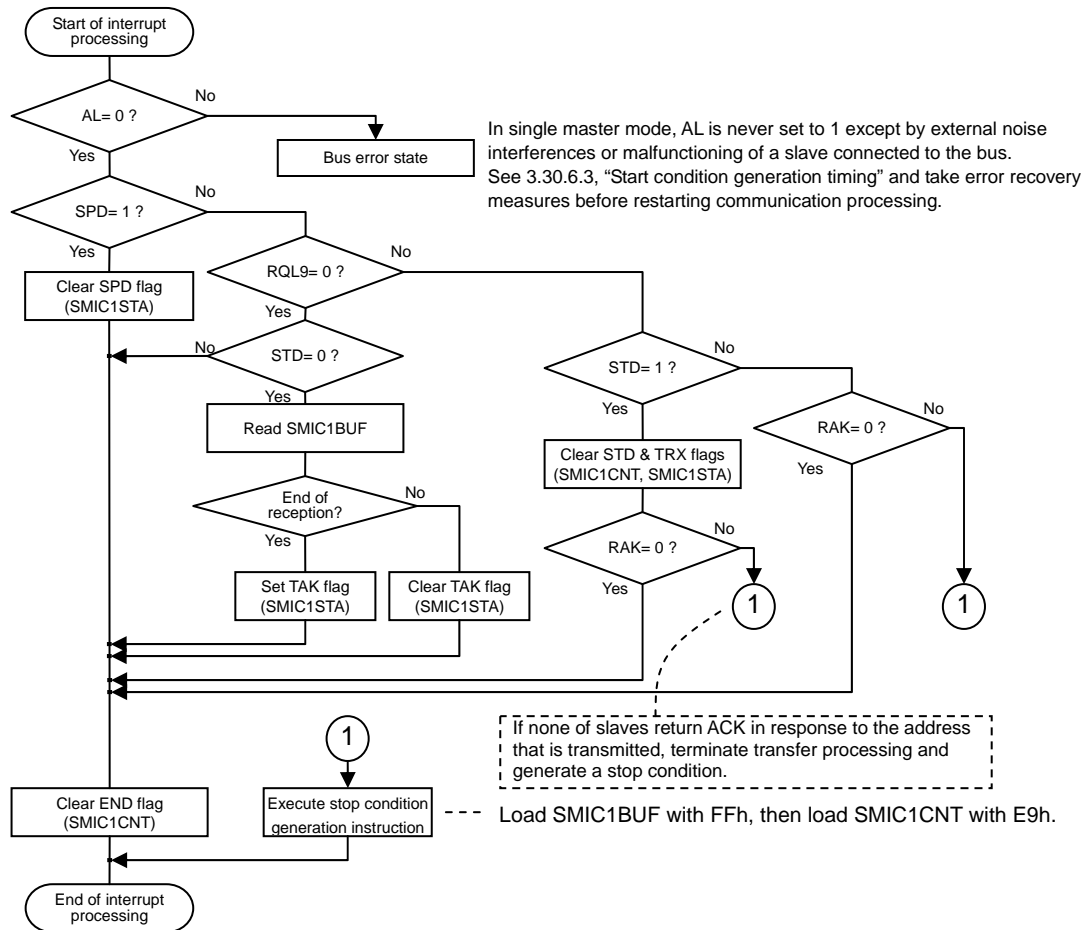 Start of interrupt
processing
AL= 0 ?
No
Yes
Bus error state
In single master mode, AL is never set to 1 except by external noise
interferences or malfunctioning of a slave connected to the bus.
See 3.30.6.3, “Start condition generation timing” and take error recovery
measures before restarting communication processing.
SPD= 1 ?
No
Yes
Clear SPD flag
(SMIC1STA)
RQL9= 0 ?
No
Yes
STD= 0 ?
No
Yes
Read SMIC1BUF
End of
reception?
No
Yes
Set TAK flag
(SMIC1STA)
Clear TAK flag
(SMIC1STA)
STD= 1 ?
No
Yes
Clear STD & TRX flags
(SMIC1CNT, SMIC1STA)
RAK= 0 ?
No
Yes
1
RAK= 0 ?
No
Yes
1
If none of slaves return ACK in response to the address
that is transmitted, terminate transfer processing and
generate a stop condition.
1
Clear END flag
(SMIC1CNT)
Execute stop condition
generation instruction
Load SMIC1BUF with FFh, then load SMIC1CNT with E9h.
End of interrupt
processing